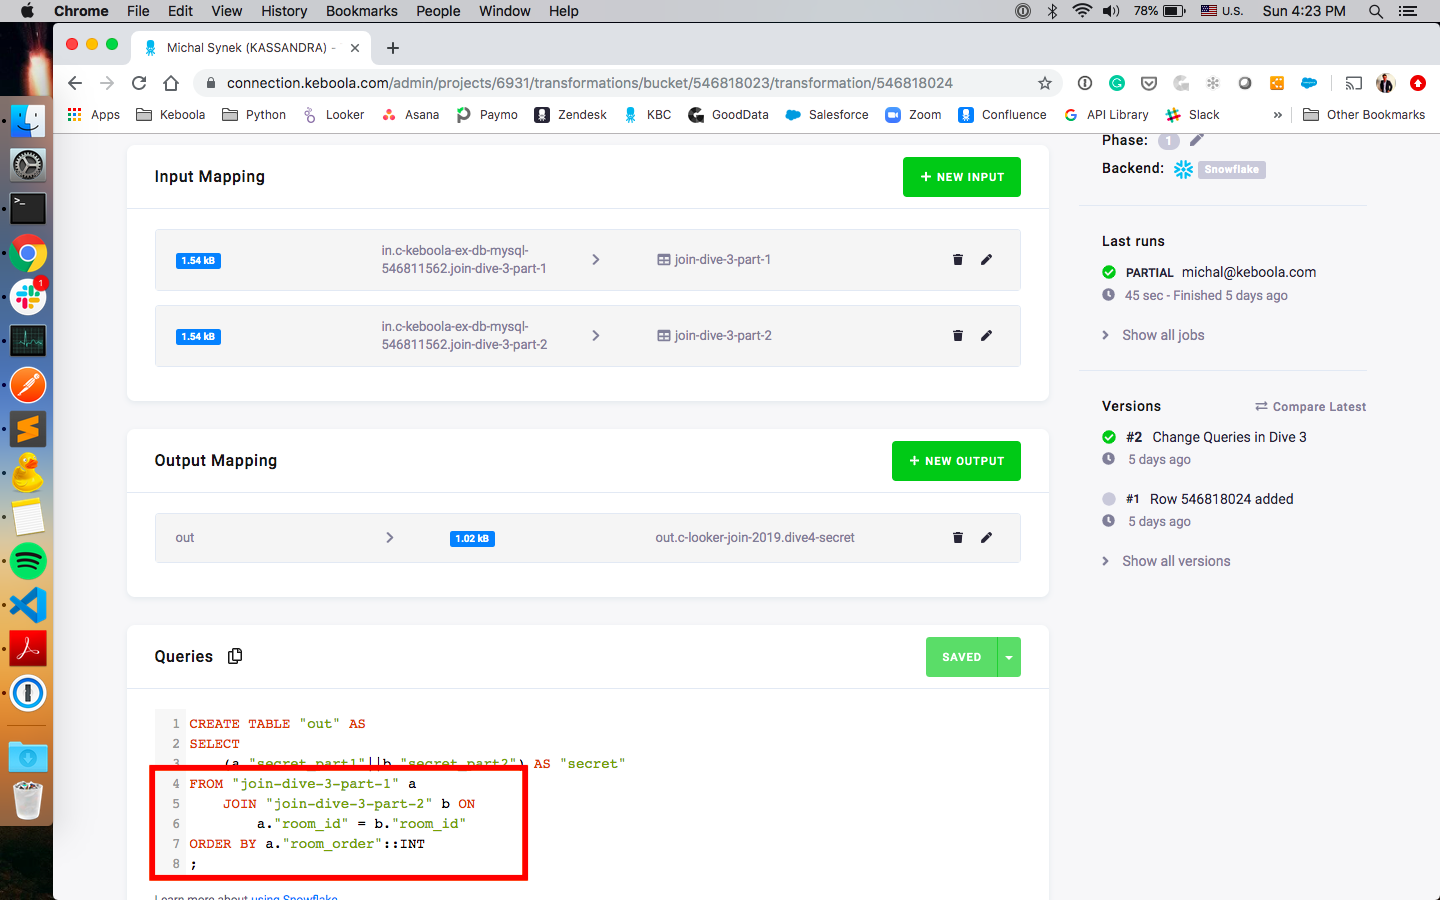 Chrome File Edit View History Bookmarks People Window Help
78% U.S. Sun 4:23 PM
Michal Synek (KASSANDRA) -
connection.keboola.com/admin/projects/6931/transformations/bucket/546818023/transformation/546818024
Apps Keboola Python Looker Asana Paymo Zendesk KBC GoodData Salesforce Zoom Confluence API Library Slack » Other Bookmarks
Phase: 1
Backend: Snowflake
Input Mapping
+ NEW INPUT
1.54 kB
in.c-keboola-ex-db-mysql-
546811562.join-dive-3-part-1
join-dive-3-part-1
1.54 kB
in.c-keboola-ex-db-mysql-
546811562.join-dive-3-part-2
join-dive-3-part-2
Output Mapping
+ NEW OUTPUT
out
1.02 kB
out.c-looker-join-2019.dive4-secret
Queries
SAVED
1 CREATE TABLE "out" AS
2 SELECT
3 (a."secret_part1"||b."secret_part2") AS "secret"
4 FROM "join-dive-3-part-1" a
5 JOIN "join-dive-3-part-2" b ON
6 a."room_id" = b."room_id"
7 ORDER BY a."room_order"::INT
8 ;
Learn more about using Snowflake
Last runs
PARTIAL michal@keboola.com
45 sec - Finished 5 days ago
Show all jobs
Versions
Compare Latest
#2 Change Queries in Dive 3
5 days ago
#1 Row 546818024 added
5 days ago
Show all versions
1